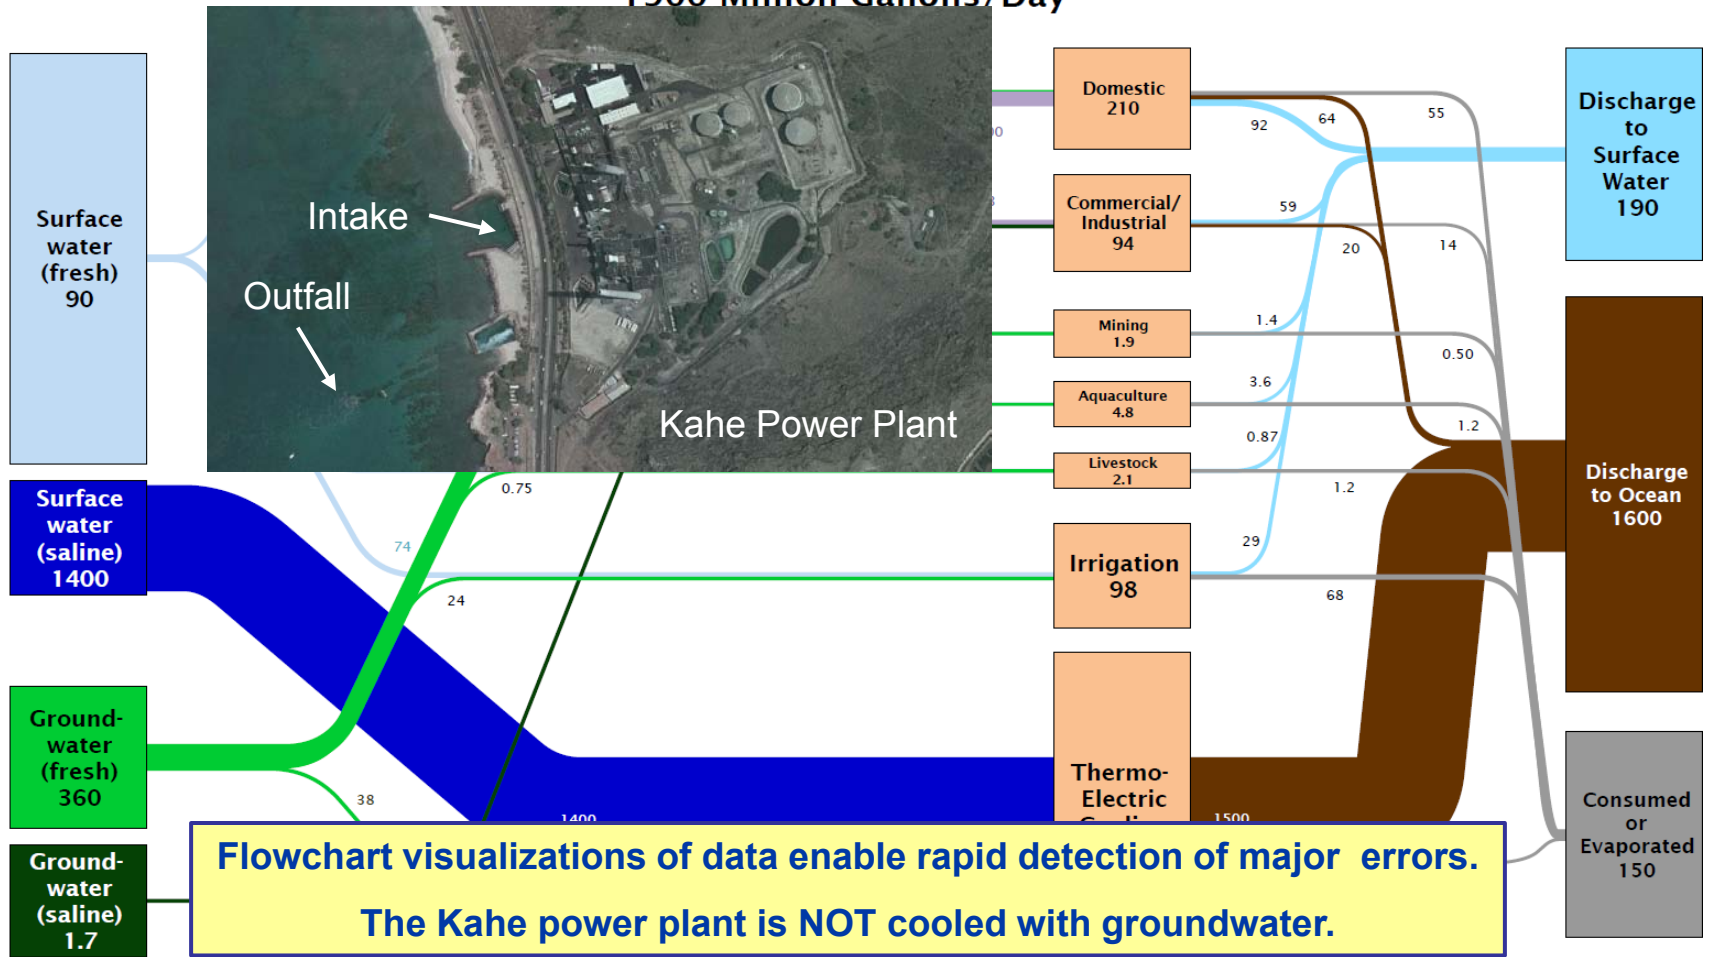 1900 Million Gallons/Day
Surface
water
(fresh)
90
Surface
water
(saline)
1400
Ground-
water
(fresh)
360
Ground-
water
(saline)
1.7
Intake
Outfall
Kahe Power Plant
0.75
74
24
38
1400
Domestic
210
Commercial/
Industrial
94
Mining
1.9
Aquaculture
4.8
Livestock
2.1
Irrigation
98
Thermo-
Electric
1500
92
64
55
59
20
14
1.4
0.50
3.6
1.2
0.87
1.2
29
68
Discharge
to
Surface
Water
190
Discharge
to Ocean
1600
Consumed
or
Evaporated
150
Flowchart visualizations of data enable rapid detection of major errors.
The Kahe power plant is NOT cooled with groundwater.